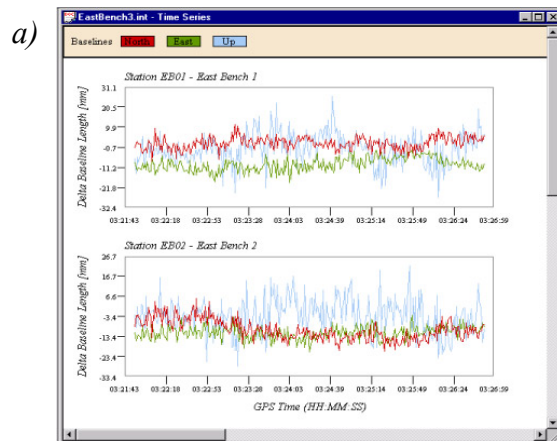 a)
EastBench3.int - Time Series
Baselines North East Up
Station EB01 - East Bench 1
Delta Baseline Length [mm]
31.1
20.5
9.9
-0.7
-11.2
-21.8
-32.4
03:21:43 03:22:18 03:22:53 03:23:28 03:24:03 03:24:39 03:25:14 03:25:49 03:26:24 03:26:59
Station EB02 - East Bench 2
Delta Baseline Length [mm]
26.7
16.7
6.6
-3.4
-13.4
-23.4
-33.4
03:21:43 03:22:18 03:22:53 03:23:28 03:24:03 03:24:39 03:25:14 03:25:49 03:26:24 03:26:59
GPS Time (HH:MM:SS)